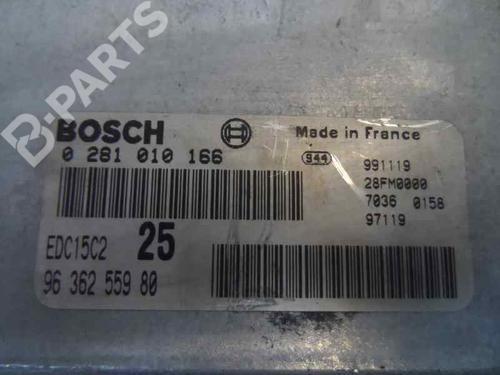 B-PARTS
BOSCH
Made in France
0 281 010 166
944
991119
28FM0000
7036 0158
97119
EDC15C2 25
96 362 559 80